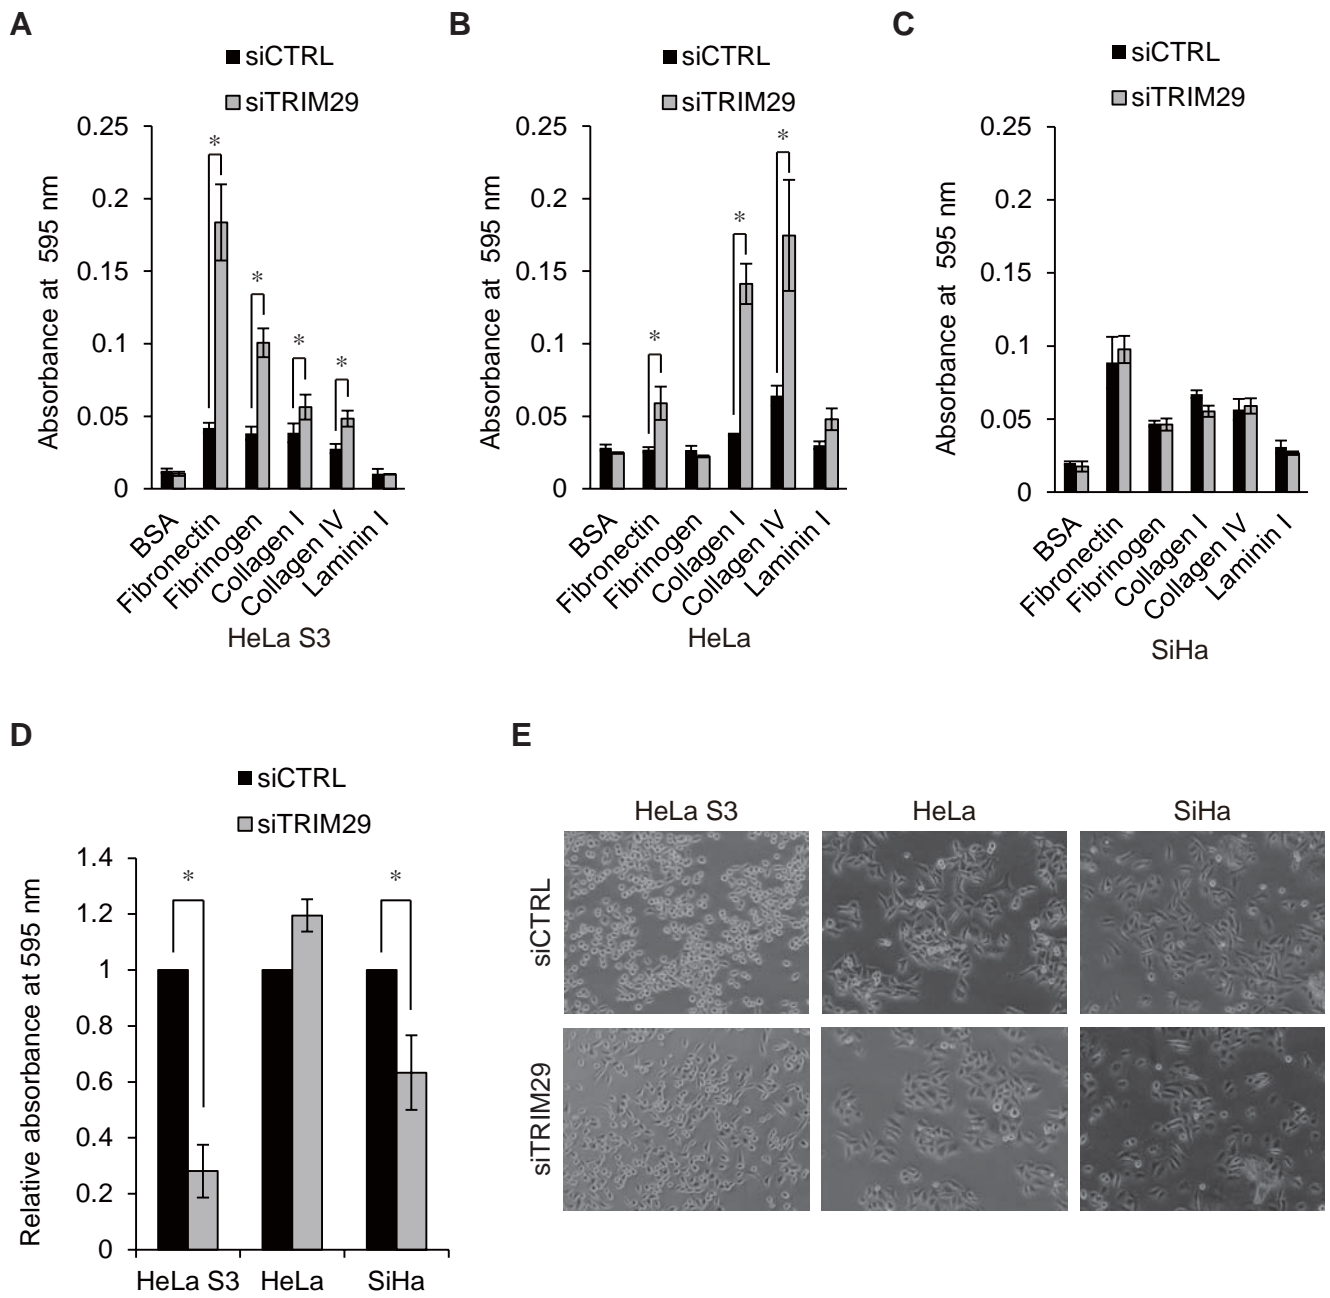 A
siCTRL
siTRIM29
0.25
0.2
0.15
0.1
0.05
0
Absorbance at 595 nm
*
*
*
*
BSA
Fibronectin
Fibrinogen
Collagen I
Collagen IV
Laminin I
HeLa S3
B
siCTRL
siTRIM29
0.25
0.2
0.15
0.1
0.05
0
Absorbance at 595 nm
*
*
*
BSA
Fibronectin
Fibrinogen
Collagen I
Collagen IV
Laminin I
HeLa
C
siCTRL
siTRIM29
0.25
0.2
0.15
0.1
0.05
0
Absorbance at 595 nm
BSA
Fibronectin
Fibrinogen
Collagen I
Collagen IV
Laminin I
SiHa
D
siCTRL
siTRIM29
1.4
1.2
1
0.8
0.6
0.4
0.2
0
Relative absorbance at 595 nm
*
*
HeLa S3 HeLa SiHa
E
HeLa S3 HeLa SiHa
siCTRL
siTRIM29